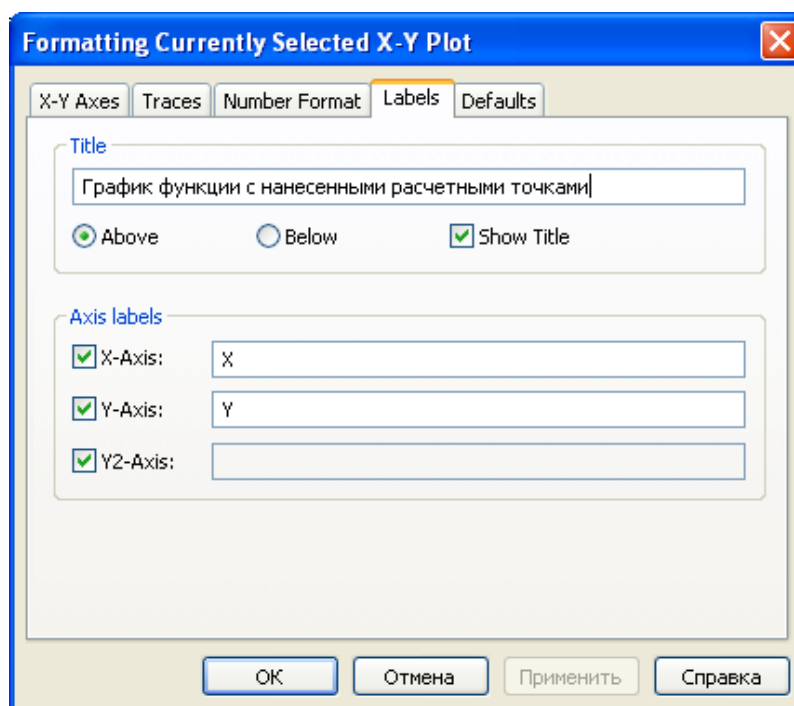 Formatting Currently Selected X-Y Plot
X-Y Axes Traces Number Format Labels Defaults
Title
График функции с нанесенными расчетными точками
Above Below Show Title
Axis labels
X-Axis: X
Y-Axis: Y
Y2-Axis:
ОК Отмена Применить Справка